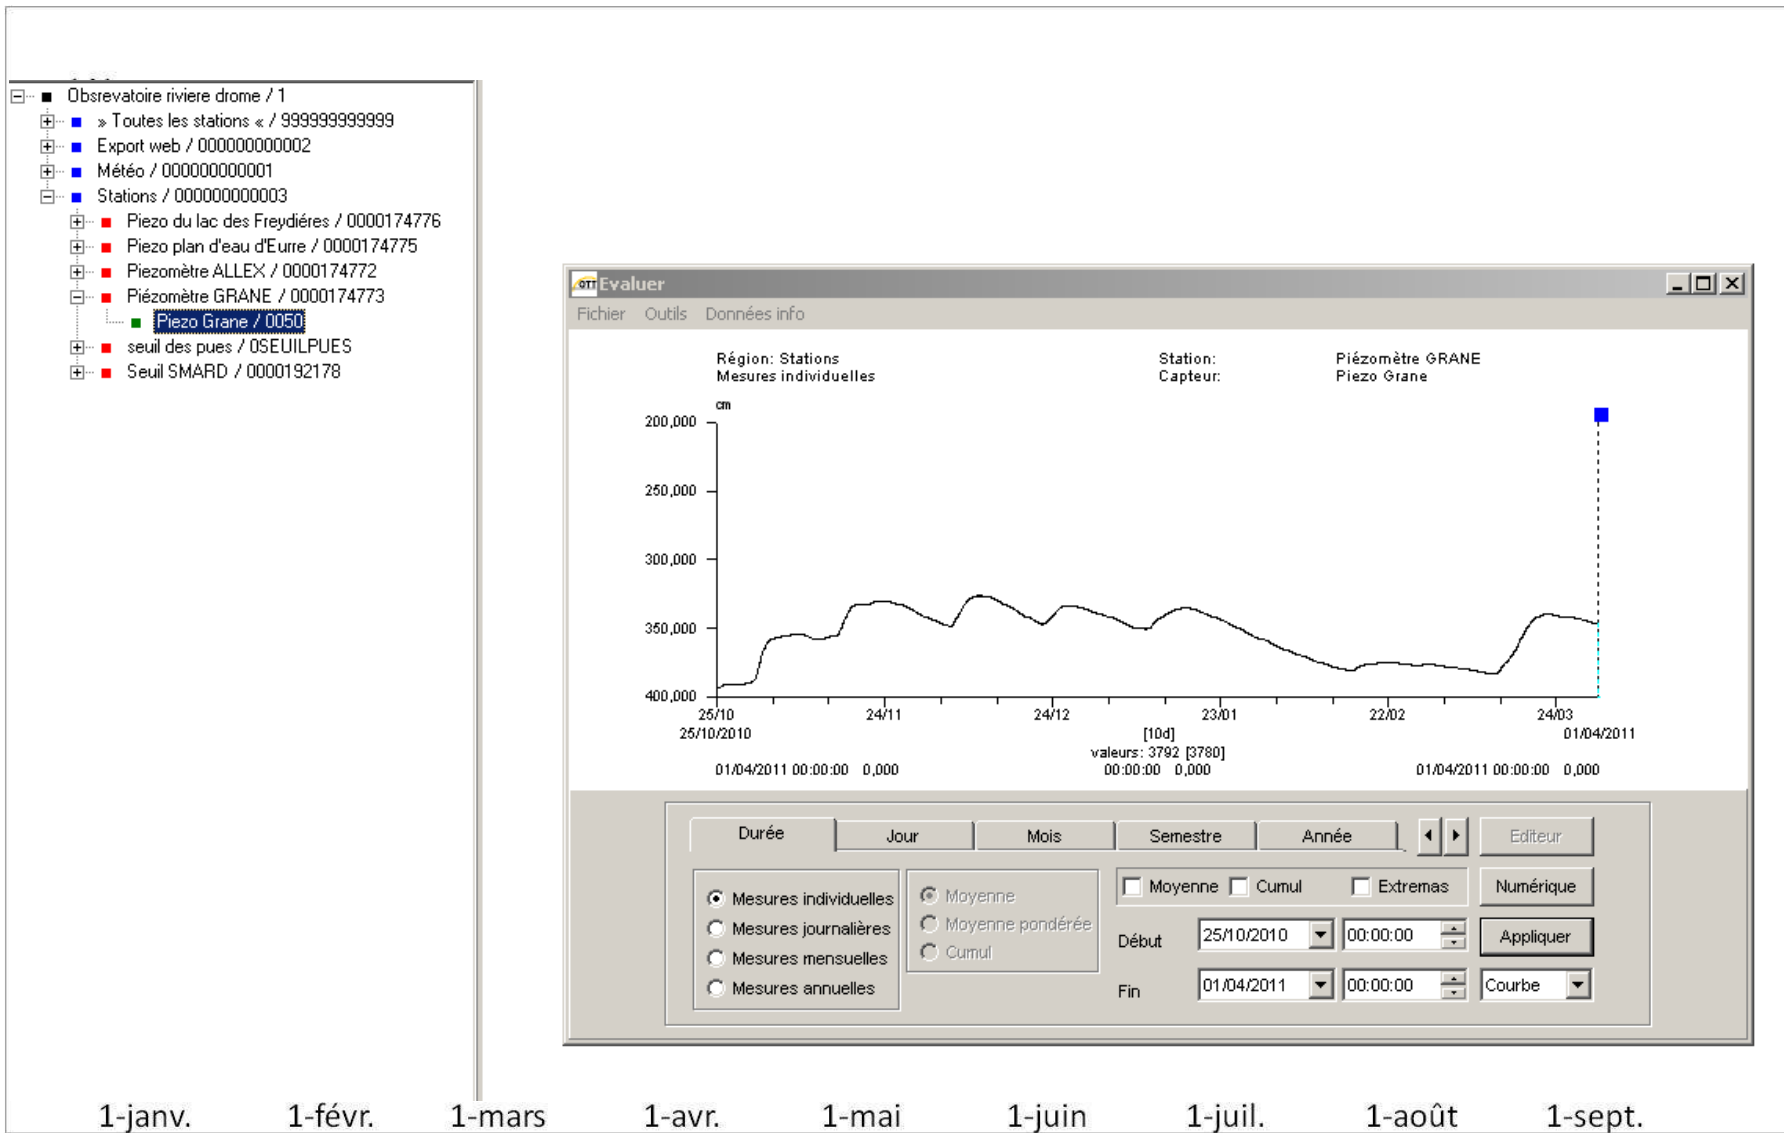 Obsrevatoire riviere drome / 1
» Toutes les stations « / 999999999999
Export web / 000000000002
Météo / 000000000001
Stations / 000000000003
Piezo du lac des Freydiéres / 0000174776
Piezo plan d'eau d'Eurre / 0000174775
Piezomètre ALLEX / 0000174772
Piézomètre GRANE / 0000174773
Piezo Grane / 0050
seuil des pues / 0SEUILPUES
Seuil SMARD / 0000192178
OTT Evaluer
Fichier Outils Données info
Région: Stations Station: Piézomètre GRANE
Mesures individuelles Capteur: Piezo Grane
cm
200,000
250,000
300,000
350,000
400,000
25/10 24/11 24/12 23/01 22/02 24/03
25/10/2010 [10d] 01/04/2011
valeurs: 3792 [3780]
01/04/2011 00:00:00 0,000 00:00:00 0,000 01/04/2011 00:00:00 0,000
Durée Jour Mois Semestre Année Editeur
Mesures individuelles Moyenne Moyenne Cumul Extremas Numérique
Mesures journalières Moyenne pondérée Début 25/10/2010 00:00:00 Appliquer
Mesures mensuelles Cumul
Mesures annuelles Fin 01/04/2011 00:00:00 Courbe
1-janv. 1-févr. 1-mars 1-avr. 1-mai 1-juin 1-juil. 1-août 1-sept.